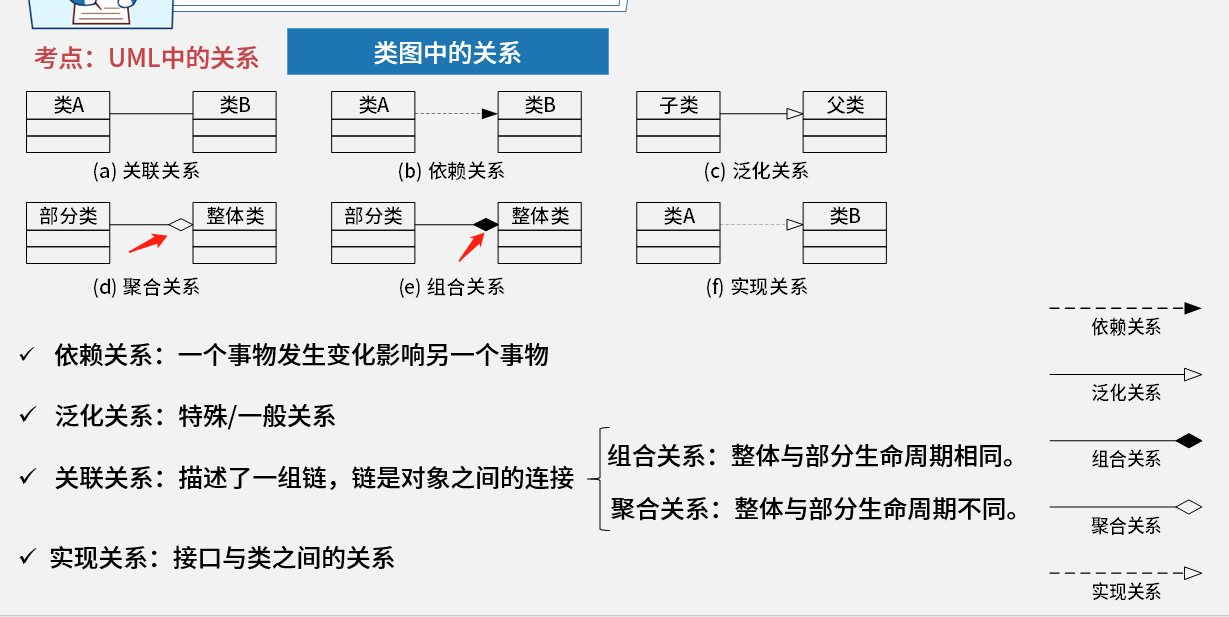 考点：UML中的关系
类图中的关系
类A 类B 类A 类B 子类 父类
(a) 关联关系 (b) 依赖关系 (c) 泛化关系
部分类 整体类 部分类 整体类 类A 类B
(d) 聚合关系 (e) 组合关系 (f) 实现关系
✓ 依赖关系：一个事物发生变化影响另一个事物
✓ 泛化关系：特殊/一般关系
✓ 关联关系：描述了一组链，链是对象之间的连接
组合关系：整体与部分生命周期相同。
聚合关系：整体与部分生命周期不同。
✓ 实现关系：接口与类之间的关系
依赖关系
泛化关系
组合关系
聚合关系
实现关系